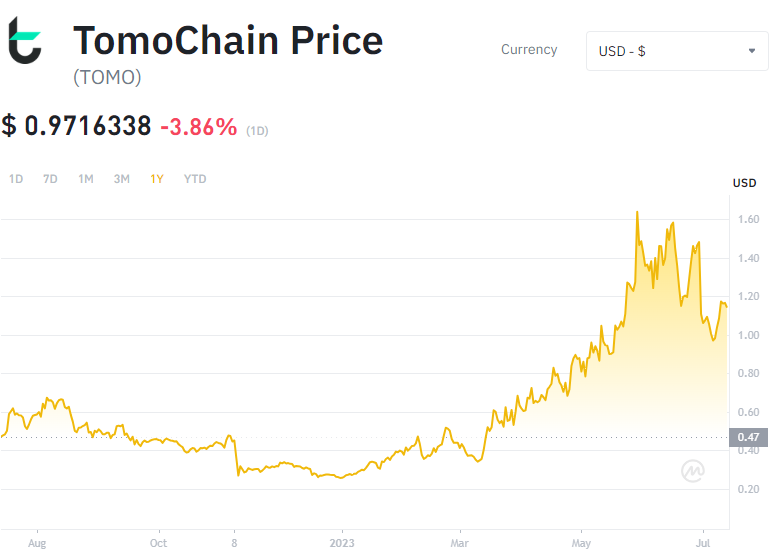 TomoChain Price
(TOMO)
Currency
USD - $
$ 0.9716338 -3.86% (1D)
1D 7D 1M 3M 1Y YTD
USD
1.60
1.40
1.20
1.00
0.80
0.60
0.47
0.40
0.20
Aug Oct 8 2023 Mar May Jul